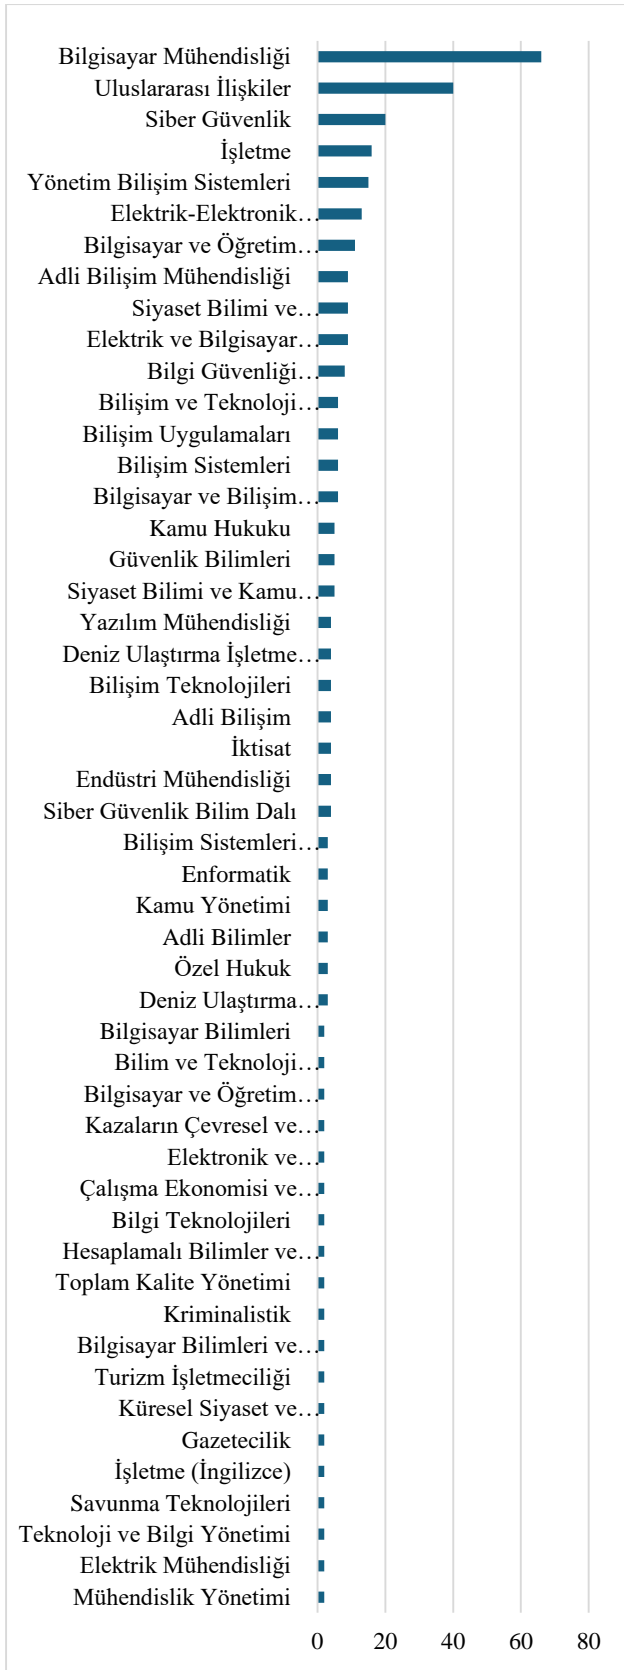 Bilgisayar Mühendisliği
Uluslararası İlişkiler
Siber Güvenlik
İşletme
Yönetim Bilişim Sistemleri
Elektrik-Elektronik…
Bilgisayar ve Öğretim…
Adli Bilişim Mühendisliği
Siyaset Bilimi ve…
Elektrik ve Bilgisayar…
Bilgi Güvenliği…
Bilişim ve Teknoloji…
Bilişim Uygulamaları
Bilişim Sistemleri
Bilgisayar ve Bilişim…
Kamu Hukuku
Güvenlik Bilimleri
Siyaset Bilimi ve Kamu…
Yazılım Mühendisliği
Deniz Ulaştırma İşletme…
Bilişim Teknolojileri
Adli Bilişim
İktisat
Endüstri Mühendisliği
Siber Güvenlik Bilim Dalı
Bilişim Sistemleri…
Enformatik
Kamu Yönetimi
Adli Bilimler
Özel Hukuk
Deniz Ulaştırma…
Bilgisayar Bilimleri
Bilim ve Teknoloji…
Bilgisayar ve Öğretim…
Kazaların Çevresel ve…
Elektronik ve…
Çalışma Ekonomisi ve…
Bilgi Teknolojileri
Hesaplamalı Bilimler ve…
Toplam Kalite Yönetimi
Kriminalistik
Bilgisayar Bilimleri ve…
Turizm İşletmeciliği
Küresel Siyaset ve…
Gazetecilik
İşletme (İngilizce)
Savunma Teknolojileri
Teknoloji ve Bilgi Yönetimi
Elektrik Mühendisliği
Mühendislik Yönetimi
0 20 40 60 80